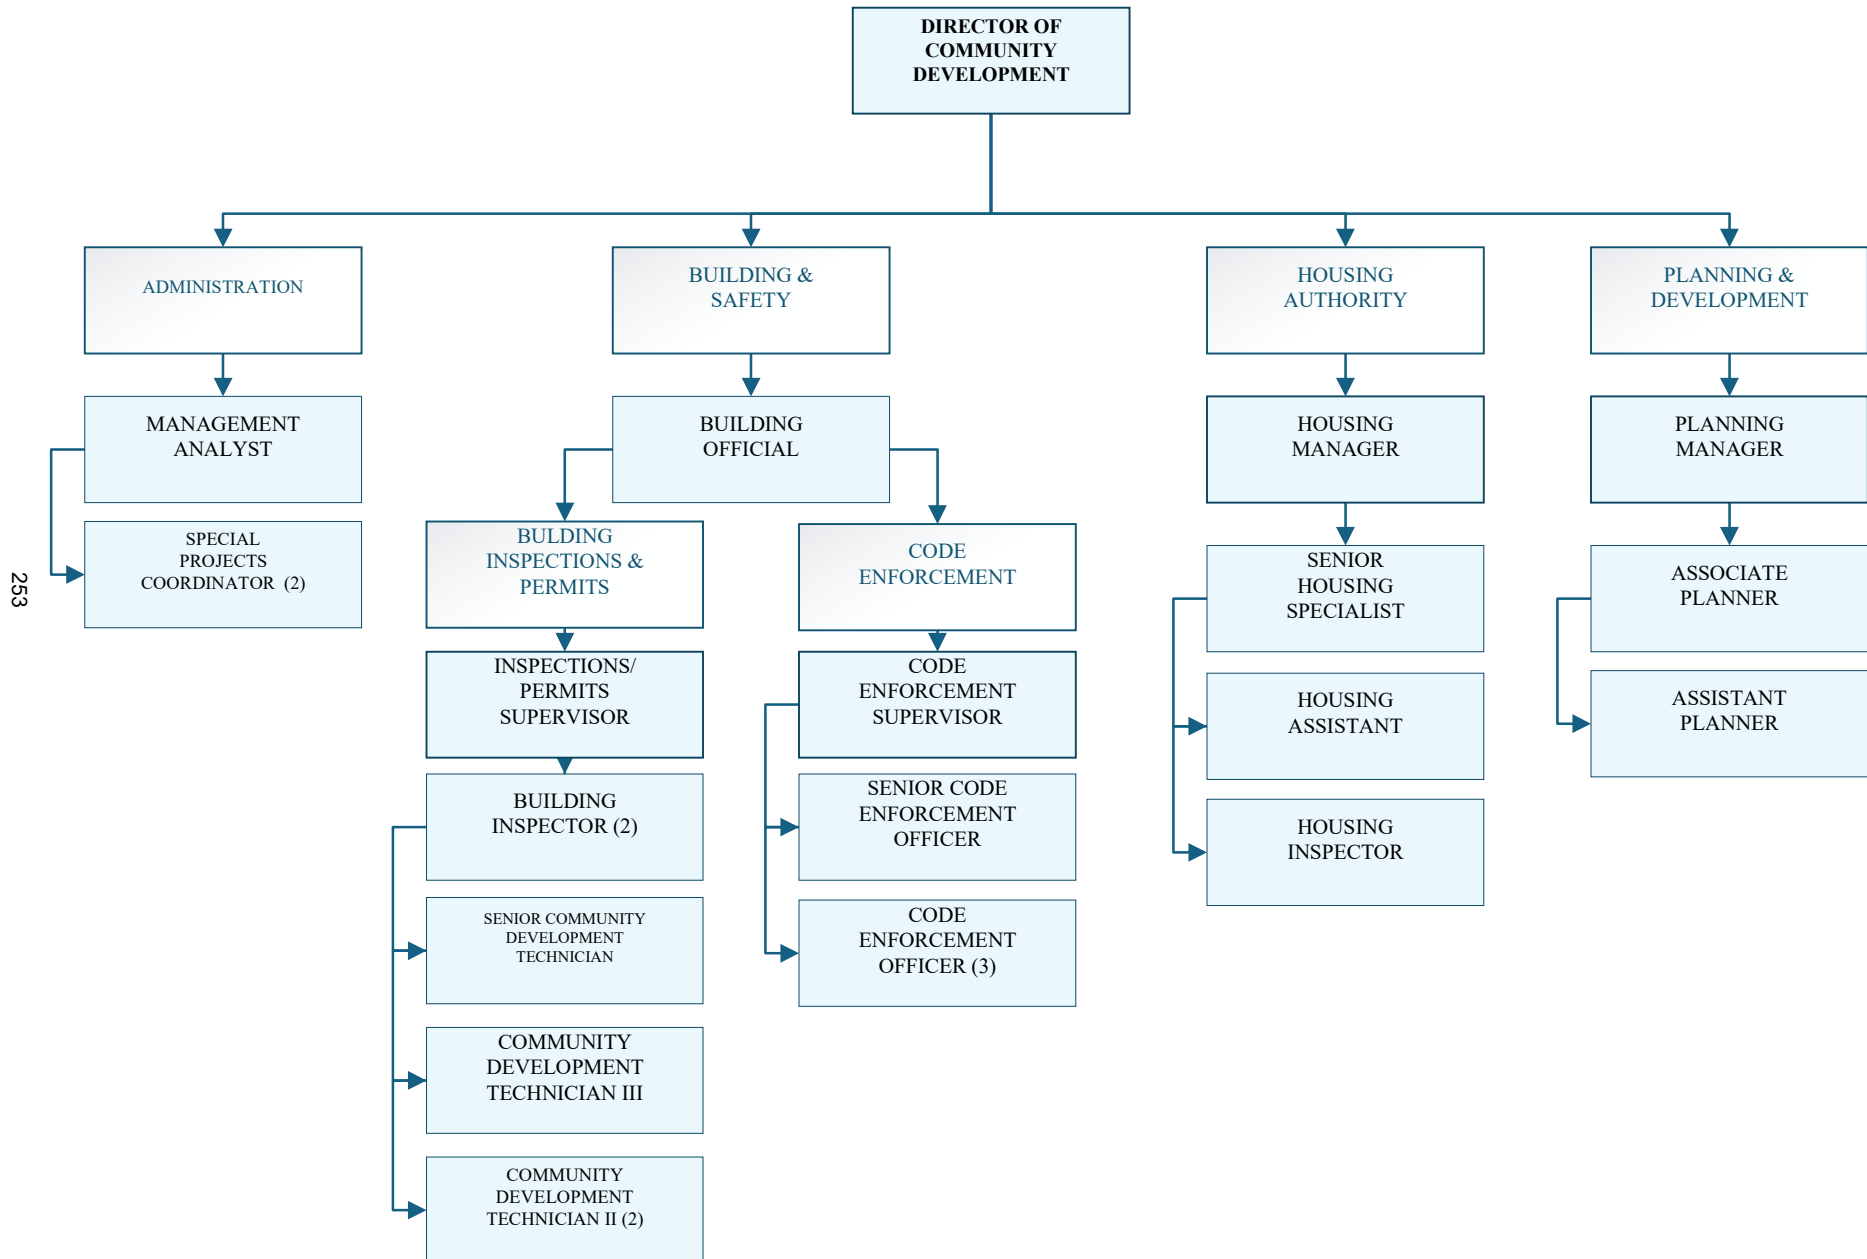 DIRECTOR OF
COMMUNITY
DEVELOPMENT
ADMINISTRATION
BUILDING &
SAFETY
HOUSING
AUTHORITY
PLANNING &
DEVELOPMENT
MANAGEMENT
ANALYST
BUILDING
OFFICIAL
HOUSING
MANAGER
PLANNING
MANAGER
SPECIAL
PROJECTS
COORDINATOR (2)
BULDING
INSPECTIONS &
PERMITS
CODE
ENFORCEMENT
SENIOR
HOUSING
SPECIALIST
ASSOCIATE
PLANNER
INSPECTIONS/
PERMITS
SUPERVISOR
CODE
ENFORCEMENT
SUPERVISOR
HOUSING
ASSISTANT
ASSISTANT
PLANNER
BUILDING
INSPECTOR (2)
SENIOR CODE
ENFORCEMENT
OFFICER
HOUSING
INSPECTOR
SENIOR COMMUNITY
DEVELOPMENT
TECHNICIAN
CODE
ENFORCEMENT
OFFICER (3)
COMMUNITY
DEVELOPMENT
TECHNICIAN III
COMMUNITY
DEVELOPMENT
TECHNICIAN II (2)
253